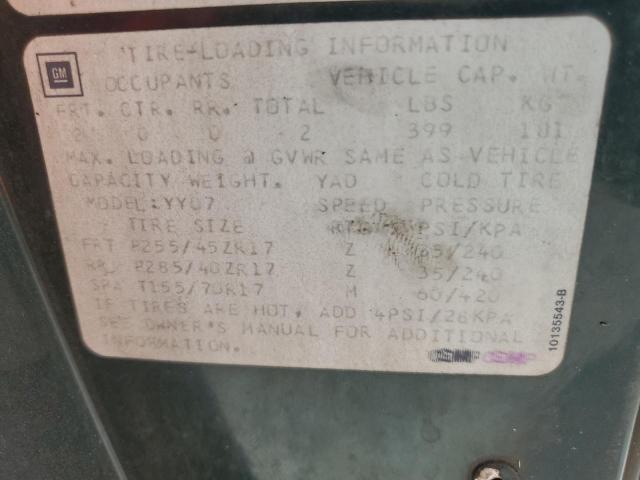 TIRE-LOADING INFORMATION
GM
OCCUPANTS VEHICLE CAP. WT.
FRT. CTR. RR. TOTAL LBS KG
2 0 0 2 399 181
MAX. LOADING @ GVWR SAME AS VEHICLE
CAPACITY WEIGHT. YAD COLD TIRE
MODEL:YY07 SPEED PRESSURE
TIRE SIZE RTG PSI/KPA
FRT P255/45ZR17 Z 35/240
RR P285/40ZR17 Z 35/240
SPA T155/70R17 M 60/420
IF TIRES ARE HOT, ADD 4PSI/28KPA
SEE OWNER'S MANUAL FOR ADDITIONAL
INFORMATION.
10135543-B